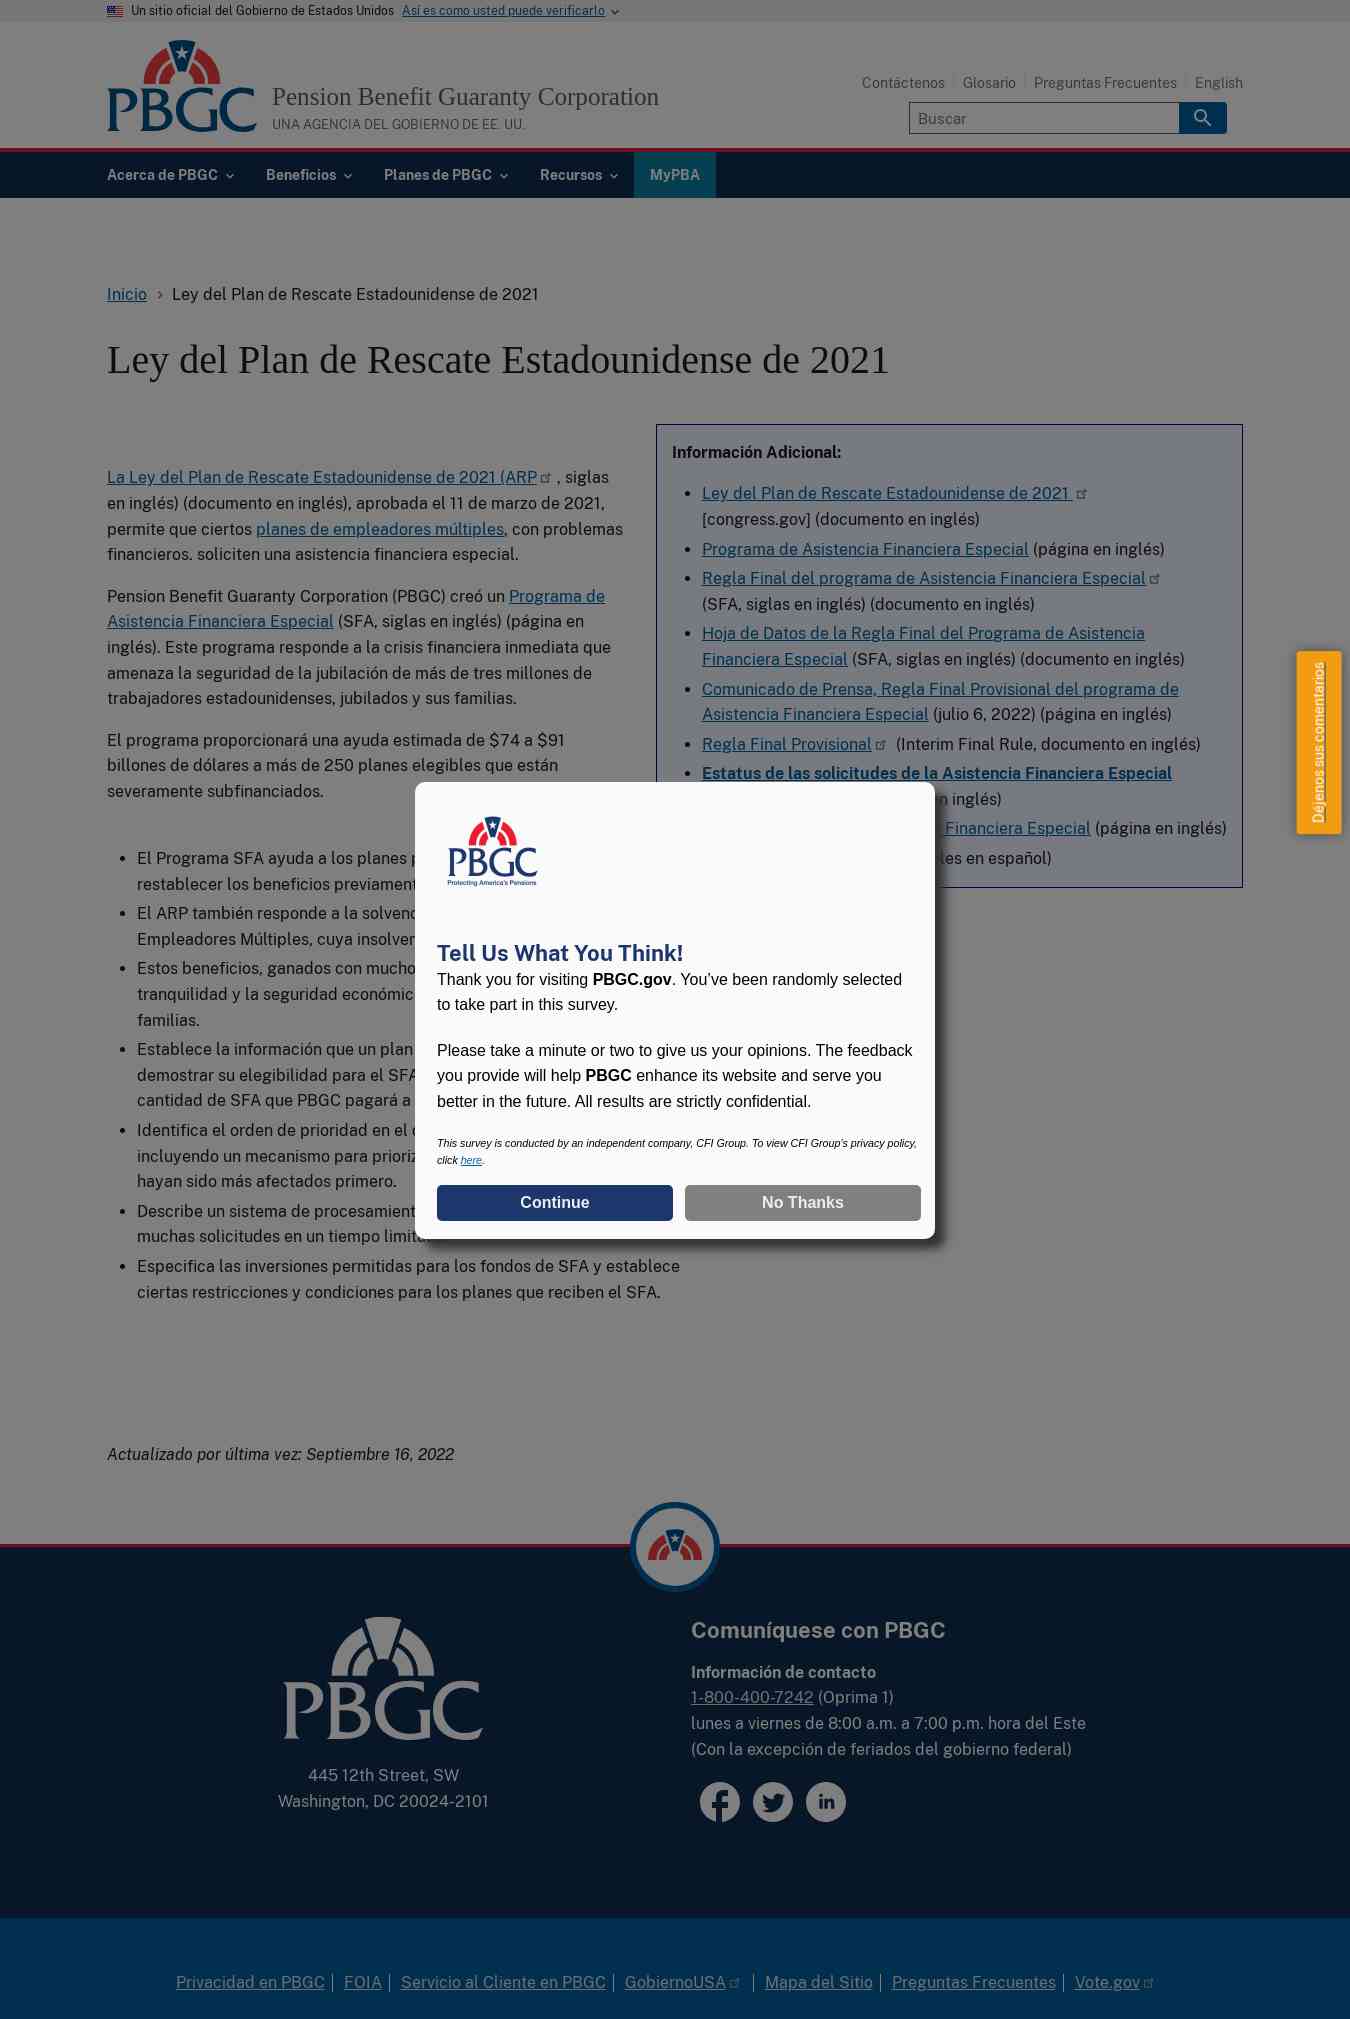 Un sitio oficial del Gobierno de Estados Unidos Así es como usted puede verificarlo
PBGC
Pension Benefit Guaranty Corporation
UNA AGENCIA DEL GOBIERNO DE EE. UU.
Contáctenos Glosario Preguntas Frecuentes English
Buscar
Acerca de PBGC Beneficios Planes de PBGC Recursos MyPBA
Inicio Ley del Plan de Rescate Estadounidense de 2021
Ley del Plan de Rescate Estadounidense de 2021
La Ley del Plan de Rescate Estadounidense de 2021 (ARP , siglas
en inglés) (documento en inglés), aprobada el 11 de marzo de 2021,
permite que ciertos planes de empleadores múltiples, con problemas
financieros. soliciten una asistencia financiera especial.
Pension Benefit Guaranty Corporation (PBGC) creó un Programa de
Asistencia Financiera Especial (SFA, siglas en inglés) (página en
inglés). Este programa responde a la crisis financiera inmediata que
amenaza la seguridad de la jubilación de más de tres millones de
trabajadores estadounidenses, jubilados y sus familias.
El programa proporcionará una ayuda estimada de $74 a $91
billones de dólares a más de 250 planes elegibles que están
severamente subfinanciados.
Información Adicional:
Ley del Plan de Rescate Estadounidense de 2021
[congress.gov] (documento en inglés)
Programa de Asistencia Financiera Especial (página en inglés)
Regla Final del programa de Asistencia Financiera Especial
(SFA, siglas en inglés) (documento en inglés)
Hoja de Datos de la Regla Final del Programa de Asistencia
Financiera Especial (SFA, siglas en inglés) (documento en inglés)
Comunicado de Prensa, Regla Final Provisional del programa de
Asistencia Financiera Especial (julio 6, 2022) (página en inglés)
Regla Final Provisional (Interim Final Rule, documento en inglés)
Estatus de las solicitudes de la Asistencia Financiera Especial
inglés)
Financiera Especial (página en inglés)
en español)
Déjenos sus comentarios
El Programa SFA ayuda a los planes
restablecer los beneficios
El ARP también responde a la
Empleadores Múltiples, cuya
Estos beneficios, ganados con mucho
tranquilidad y la seguridad
familias.
Establece la información que un plan
demostrar su elegibilidad para el SFA
cantidad de SFA que PBGC pagará a
Identifica el orden de prioridad en el
incluyendo un mecanismo para
hayan sido más afectados primero.
Describe un sistema de
muchas solicitudes en un tiempo
Especifica las inversiones permitidas para los fondos de SFA y establece
ciertas restricciones y condiciones para los planes que reciben el SFA.
PBGC
Protecting America's Pensions
Tell Us What You Think!
Thank you for visiting PBGC.gov. You’ve been randomly selected
to take part in this survey.
Please take a minute or two to give us your opinions. The feedback
you provide will help PBGC enhance its website and serve you
better in the future. All results are strictly confidential.
This survey is conducted by an independent company, CFI Group. To view CFI Group's privacy policy,
click here.
Continue No Thanks
Actualizado por última vez: Septiembre 16, 2022
PBGC
445 12th Street, SW
Washington, DC 20024-2101
Comuníquese con PBGC
Información de contacto
1-800-400-7242 (Oprima 1)
lunes a viernes de 8:00 a.m. a 7:00 p.m. hora del Este
(Con la excepción de feriados del gobierno federal)
in
Privacidad en PBGC FOIA Servicio al Cliente en PBGC GobiernoUSA Mapa del Sitio Preguntas Frecuentes Vote.gov